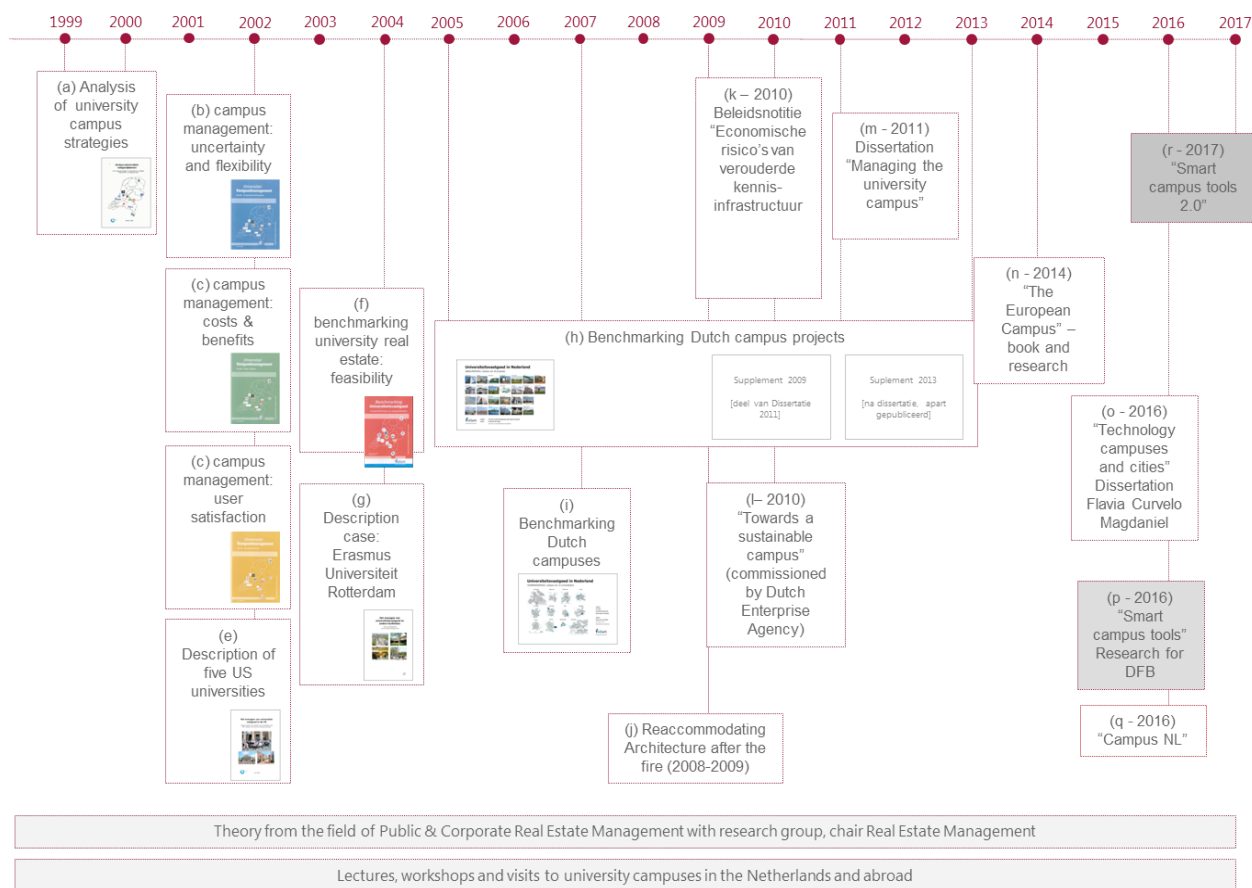 1999 2000 2001 2002 2003 2004 2005 2006 2007 2008 2009 2010 2011 2012 2013 2014 2015 2016 2017
(a) Analysis
of university
campus
strategies
(b) campus
management:
uncertainty
and flexibility
(c) campus
management:
costs &
benefits
(c) campus
management:
user
satisfaction
(e)
Description of
five US
universities
(f)
benchmarking
university real
estate:
feasibility
(g)
Description
case:
Erasmus
Universiteit
Rotterdam
(h) Benchmarking Dutch campus projects
Universiteitsvastgoed in Nederland
Supplement 2009
[deel van Dissertatie
2011]
Suplement 2013
[na dissertatie, apart
gepubliceerd]
(i)
Benchmarking
Dutch
campuses
Universiteitsvastgoed in Nederland
(j) Reaccommodating
Architecture after the
fire (2008-2009)
(k – 2010)
Beleidsnotitie
“Economische
risico’s van
verouderde
kennis-
infrastructuur
(l– 2010)
“Towards a
sustainable
campus”
(commissioned
by Dutch
Enterprise
Agency)
(m - 2011)
Dissertation
“Managing the
university
campus”
(n - 2014)
“The
European
Campus” –
book and
research
(o - 2016)
“Technology
campuses
and cities”
Dissertation
Flavia Curvelo
Magdaniel
(p - 2016)
“Smart
campus tools”
Research for
DFB
(q - 2016)
“Campus NL”
(r - 2017)
“Smart
campus tools
2.0”
Theory from the field of Public & Corporate Real Estate Management with research group, chair Real Estate Management
Lectures, workshops and visits to university campuses in the Netherlands and abroad